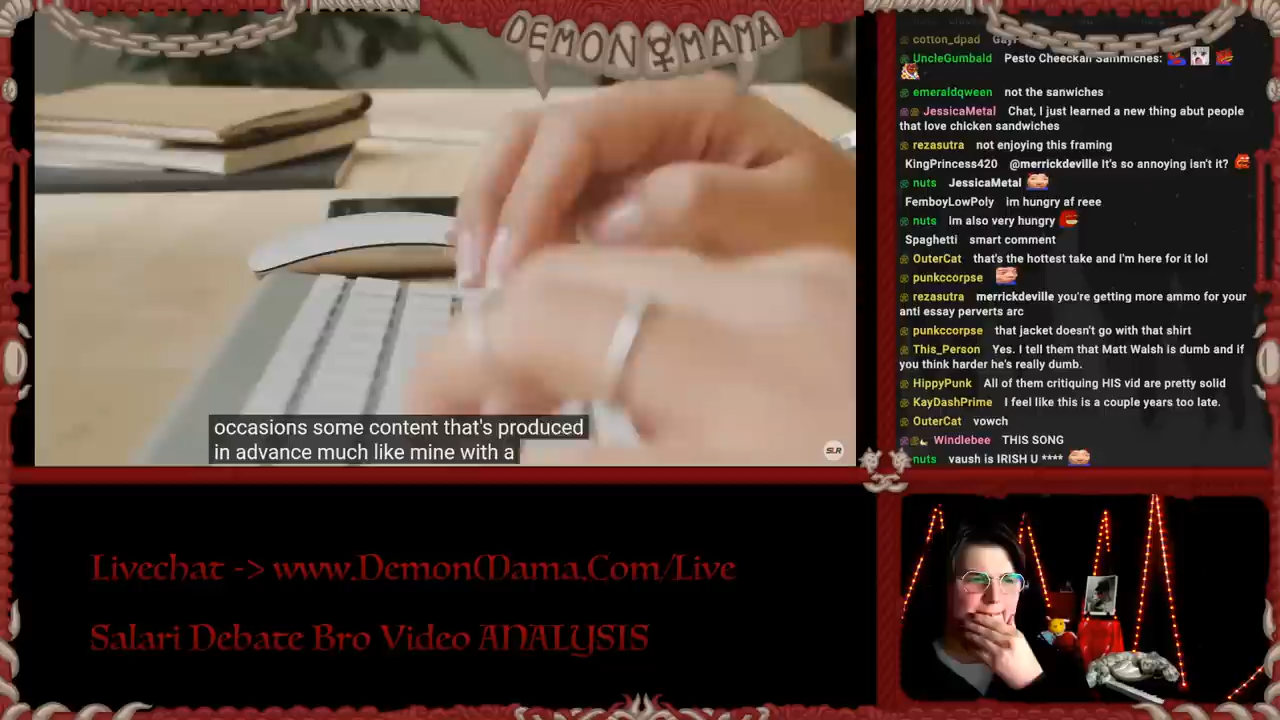 DEMON MAMA
cotton_dpad
UncleGumbald Pesto Cheeckan Sammiches:
emeraldqween not the sanwiches
JessicaMetal Chat, I just learned a new thing abut people
that love chicken sandwiches
rezasutra not enjoying this framing
KingPrincess420 @merrickdeville It's so annoying isn't it?
nuts JessicaMetal
FemboyLowPoly im hungry af reee
nuts Im also very hungry
Spaghetti smart comment
OuterCat that's the hottest take and i'm here for it lol
punkccorpse
rezasutra merrickdeville you're getting more ammo for your
anti essay perverts arc
punkccorpse that jacket doesn't go with that shirt
This_Person Yes. I tell them that Matt Walsh is dumb and if
you think harder he's really dumb.
HippyPunk All of them critiquing HIS vid are pretty solid
KayDashPrime I feel like this is a couple years too late.
OuterCat vowch
Windlebee THIS SONG
nuts vaush is IRISH U ****
occasions some content that's produced
in advance much like mine with a
SLR
Livechat -> www.DemonMama.Com/Live
Salari Debate Bro Video ANALYSIS